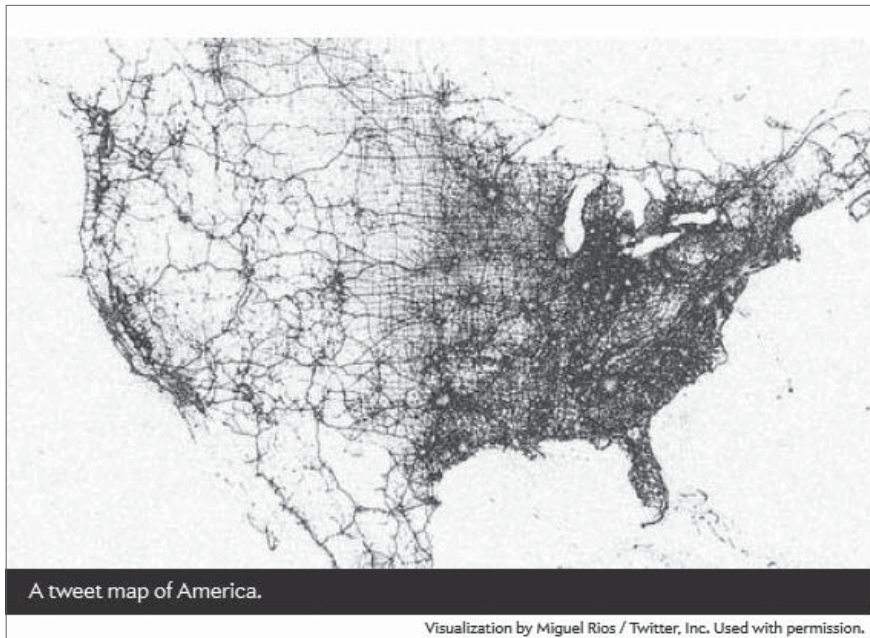 A tweet map of America.
Visualization by Miguel Rios / Twitter, Inc. Used with permission.